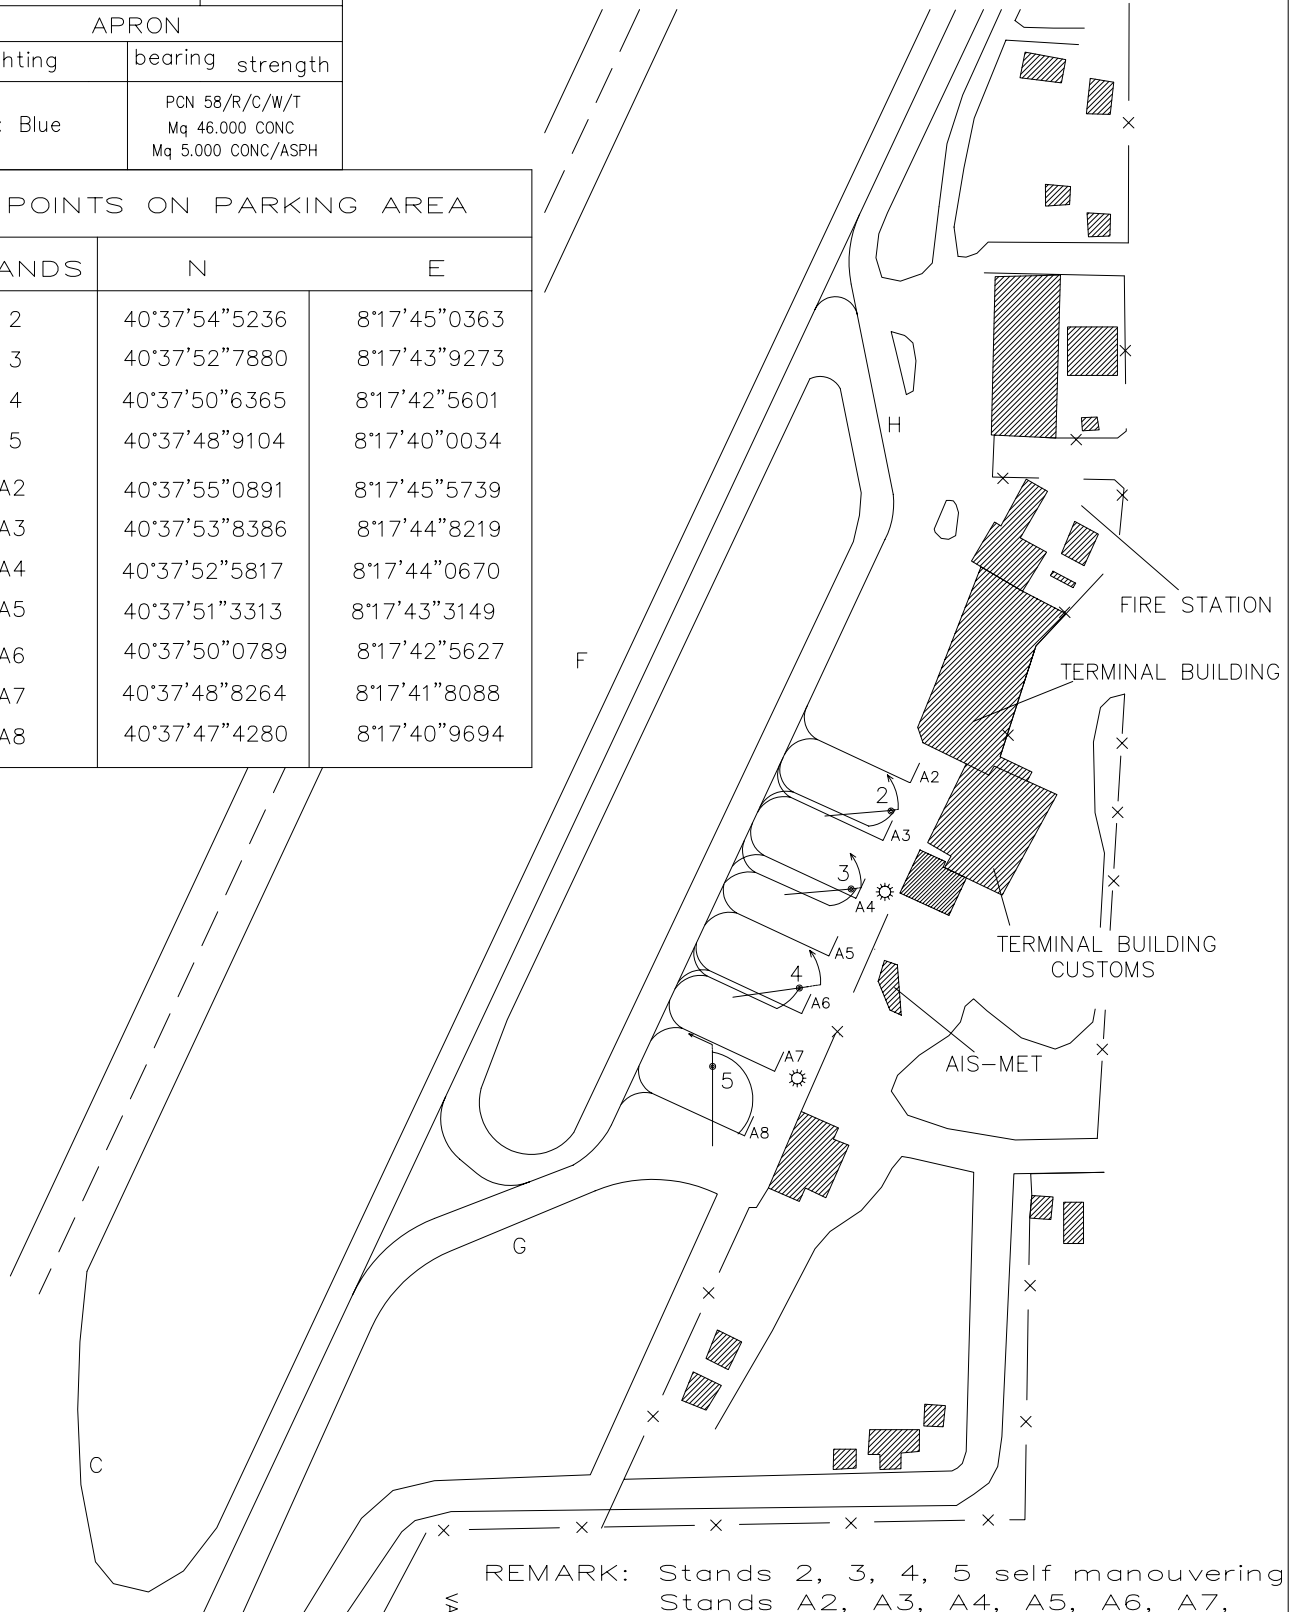 APRON
hting bearing strength
: Blue
PCN 58/R/C/W/T
Mq 46.000 CONC
Mq 5.000 CONC/ASPH
POINTS ON PARKING AREA
ANDS N E
2 40°37'54"5236 8°17'45"0363
3 40°37'52"7880 8°17'43"9273
4 40°37'50"6365 8°17'42"5601
5 40°37'48"9104 8°17'40"0034
A2 40°37'55"0891 8°17'45"5739
A3 40°37'53"8386 8°17'44"8219
A4 40°37'52"5817 8°17'44"0670
A5 40°37'51"3313 8°17'43"3149
A6 40°37'50"0789 8°17'42"5627
A7 40°37'48"8264 8°17'41"8088
A8 40°37'47"4280 8°17'40"9694
H
FIRE STATION
F
TERMINAL BUILDING
A2
2
A3
3
A4
TERMINAL BUILDING
CUSTOMS
A5
4
A6
A7
AIS-MET
5
A8
G
C
REMARK: Stands 2, 3, 4, 5 self manouvering
Stands A2, A3, A4, A5, A6, A7,
VA